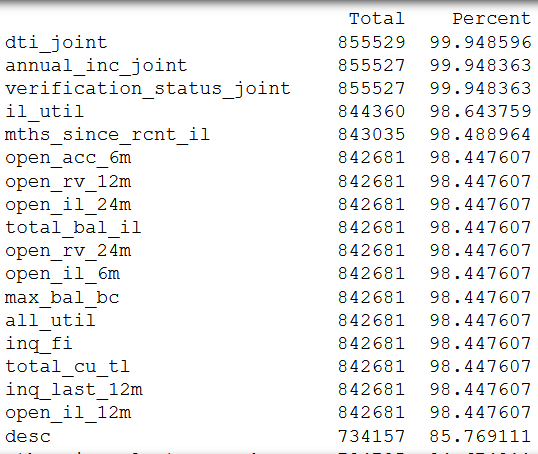 Total Percent
dti_joint 855529 99.948596
annual_inc_joint 855527 99.948363
verification_status_joint 855527 99.948363
il_util 844360 98.643759
mths_since_rcnt_il 843035 98.488964
open_acc_6m 842681 98.447607
open_rv_12m 842681 98.447607
open_il_24m 842681 98.447607
total_bal_il 842681 98.447607
open_rv_24m 842681 98.447607
open_il_6m 842681 98.447607
max_bal_bc 842681 98.447607
all_util 842681 98.447607
inq_fi 842681 98.447607
total_cu_tl 842681 98.447607
inq_last_12m 842681 98.447607
open_il_12m 842681 98.447607
desc 734157 85.769111